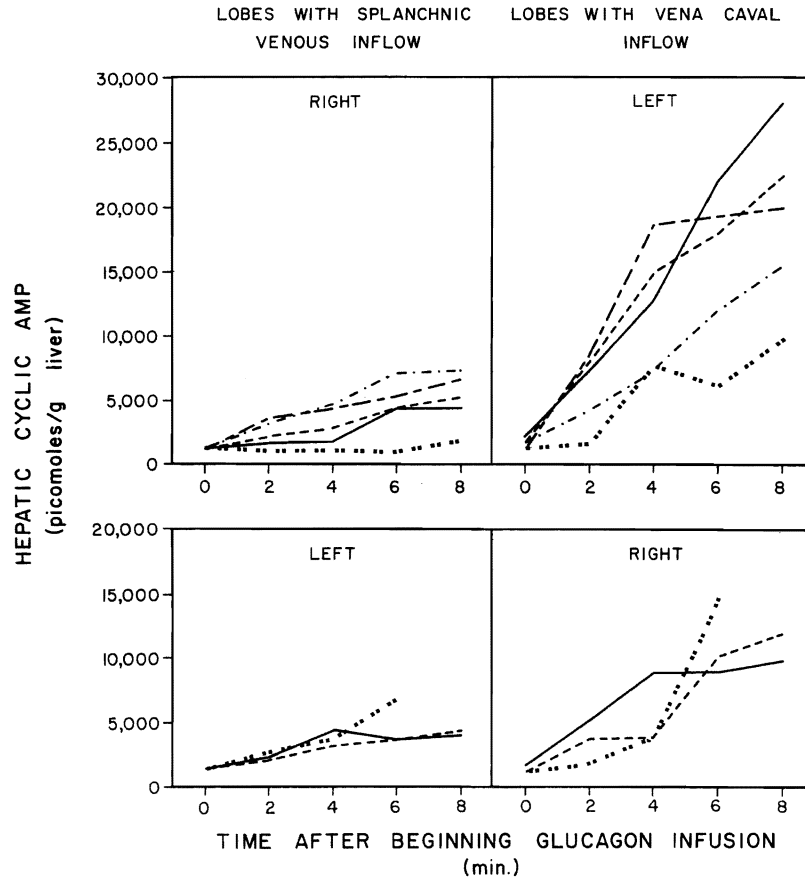 LOBES WITH SPLANCHNIC
VENOUS INFLOW
LOBES WITH VENA CAVAL
INFLOW
HEPATIC CYCLIC AMP
(picomoles/g liver)
30,000
25,000
20,000
15,000
10,000
5,000
0
RIGHT
0 2 4 6 8
LEFT
0 2 4 6 8
20,000
15,000
10,000
5,000
0
LEFT
0 2 4 6 8
RIGHT
0 2 4 6 8
TIME AFTER BEGINNING GLUCAGON INFUSION
(min.)